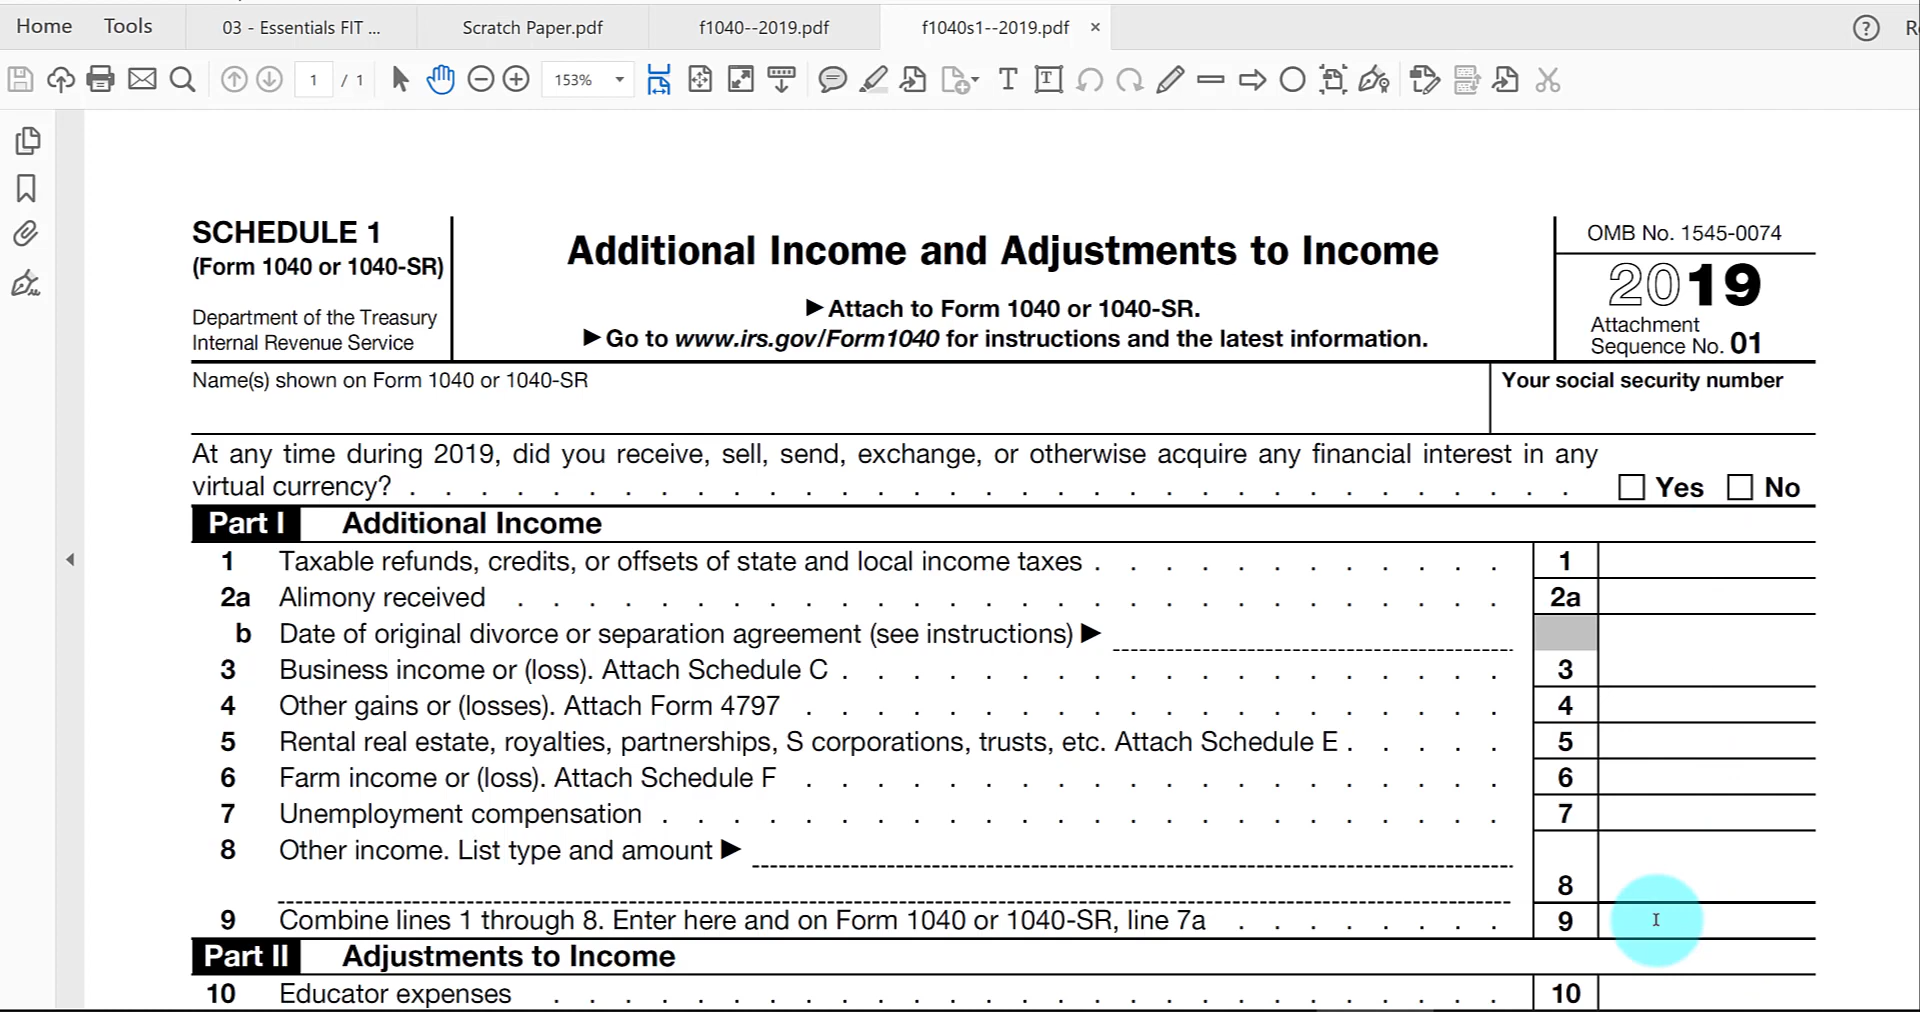 Home Tools 03 - Essentials FIT ... Scratch Paper.pdf f1040--2019.pdf f1040s1--2019.pdf × ?
1 / 1 153%
SCHEDULE 1
(Form 1040 or 1040-SR)
Department of the Treasury
Internal Revenue Service
Additional Income and Adjustments to Income
▶ Attach to Form 1040 or 1040-SR.
▶ Go to www.irs.gov/Form1040 for instructions and the latest information.
OMB No. 1545-0074
2019
Attachment
Sequence No. 01
Name(s) shown on Form 1040 or 1040-SR
Your social security number
At any time during 2019, did you receive, sell, send, exchange, or otherwise acquire any financial interest in any
virtual currency? . . . . . . . . . . . . . . . . . . . . . . . . . . . . . . . . . Yes No
Part I Additional Income
1 Taxable refunds, credits, or offsets of state and local income taxes . . . . . . . . . . . . 1
2a Alimony received . . . . . . . . . . . . . . . . . . . . . . . . . . . . 2a
b Date of original divorce or separation agreement (see instructions) ▶
3 Business income or (loss). Attach Schedule C . . . . . . . . . . . . . . . . . . . 3
4 Other gains or (losses). Attach Form 4797 . . . . . . . . . . . . . . . . . . . . 4
5 Rental real estate, royalties, partnerships, S corporations, trusts, etc. Attach Schedule E . . . . . 5
6 Farm income or (loss). Attach Schedule F . . . . . . . . . . . . . . . . . . . . 6
7 Unemployment compensation . . . . . . . . . . . . . . . . . . . . . . . . 7
8 Other income. List type and amount ▶
8
9 Combine lines 1 through 8. Enter here and on Form 1040 or 1040-SR, line 7a . . . . . . . . 9
Part II Adjustments to Income
10 Educator expenses . . . . . . . . . . . . . . . . . . . . . . . . . . . 10